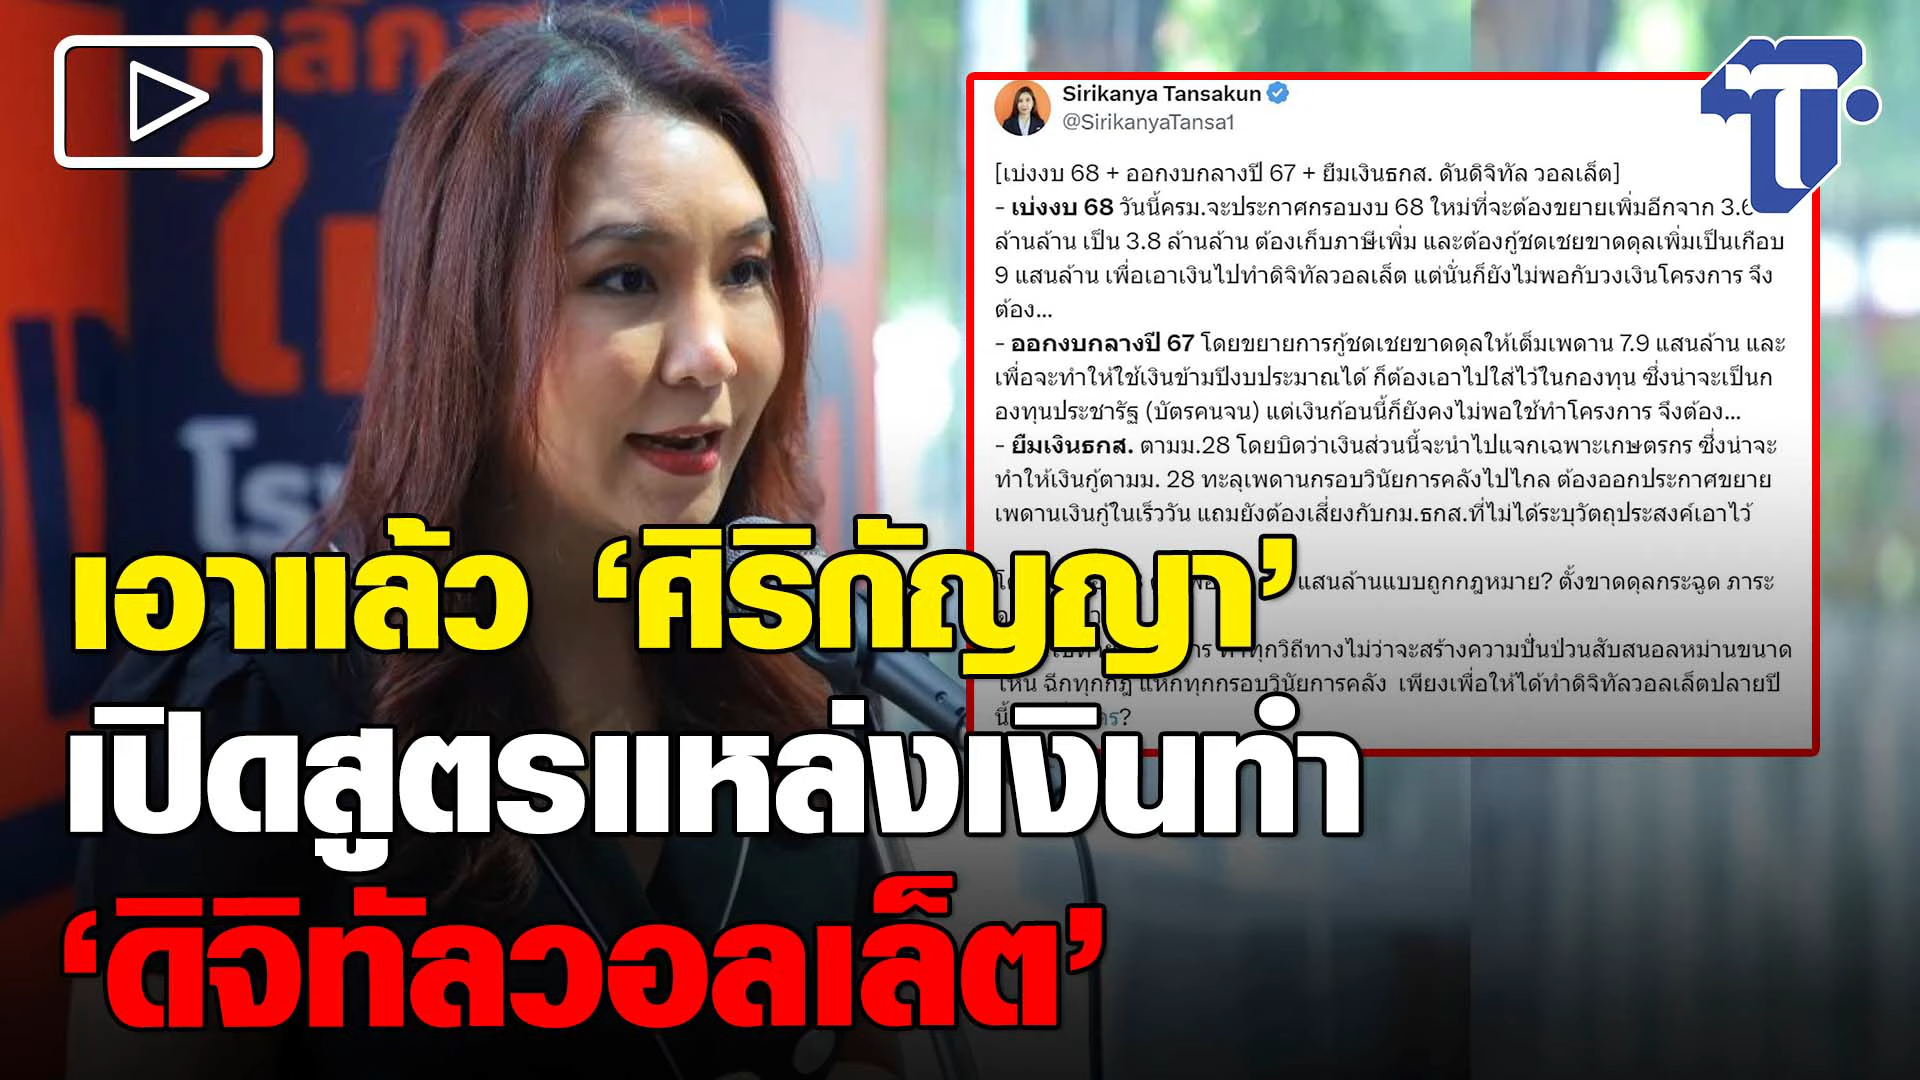 หลัก
Sirikanya Tansakun
@SirikanyaTansa1
[เบ่งงบ 68 + ออกงบกลางปี 67 + ยืมเงินธกส. ดันดิจิทัล วอลเล็ต]
- เบ่งงบ 68 วันนี้ครม.จะประกาศกรอบงบ 68 ใหม่ที่จะต้องขยายเพิ่มอีกจาก 3.6
ล้านล้าน เป็น 3.8 ล้านล้าน ต้องเก็บภาษีเพิ่ม และต้องกู้ชดเชยขาดดุลเพิ่มเป็นเกือบ
9 แสนล้าน เพื่อเอาเงินไปทำดิจิทัลวอลเล็ต แต่นั่นก็ยังไม่พอกับวงเงินโครงการ จึง
ต้อง...
- ออกงบกลางปี 67 โดยขยายการกู้ชดเชยขาดดุลให้เต็มเพดาน 7.9 แสนล้าน และ
เพื่อจะทำให้ใช้เงินข้ามปีงบประมาณได้ ก็ต้องเอาไปใส่ไว้ในกองทุน ซึ่งน่าจะเป็นก
องทุนประชารัฐ (บัตรคนจน) แต่เงินก้อนนี้ก็ยังคงไม่พอใช้ทำโครงการ จึงต้อง...
- ยืมเงินธกส. ตามม.28 โดยบิดว่าเงินส่วนนี้จะนำไปแจกเฉพาะเกษตรกร ซึ่งน่าจะ
ทำให้เงินกู้ตามม. 28 ทะลุเพดานกรอบวินัยการคลังไปไกล ต้องออกประกาศขยาย
เพดานเงินกู้ในเร็ววัน แถมยังต้องเสี่ยงกับกม.ธกส.ที่ไม่ได้ระบุวัตถุประสงค์เอาไว้
แสนล้านแบบถูกกฎหมาย? ตั้งขาดดุลกระฉูด ภาระ
ทุกวิถีทางไม่ว่าจะสร้างความปั่นป่วนสับสนอลหม่านขนาด
ไหน ฉีกทุกกฎ แหกทุกกรอบวินัยการคลัง เพียงเพื่อให้ได้ทำดิจิทัลวอลเล็ตปลายปี
นี้
เอาแล้ว ‘ศิริกัญญา’
เปิดสูตรแหล่งเงินทำ
‘ดิจิทัลวอลเล็ต’